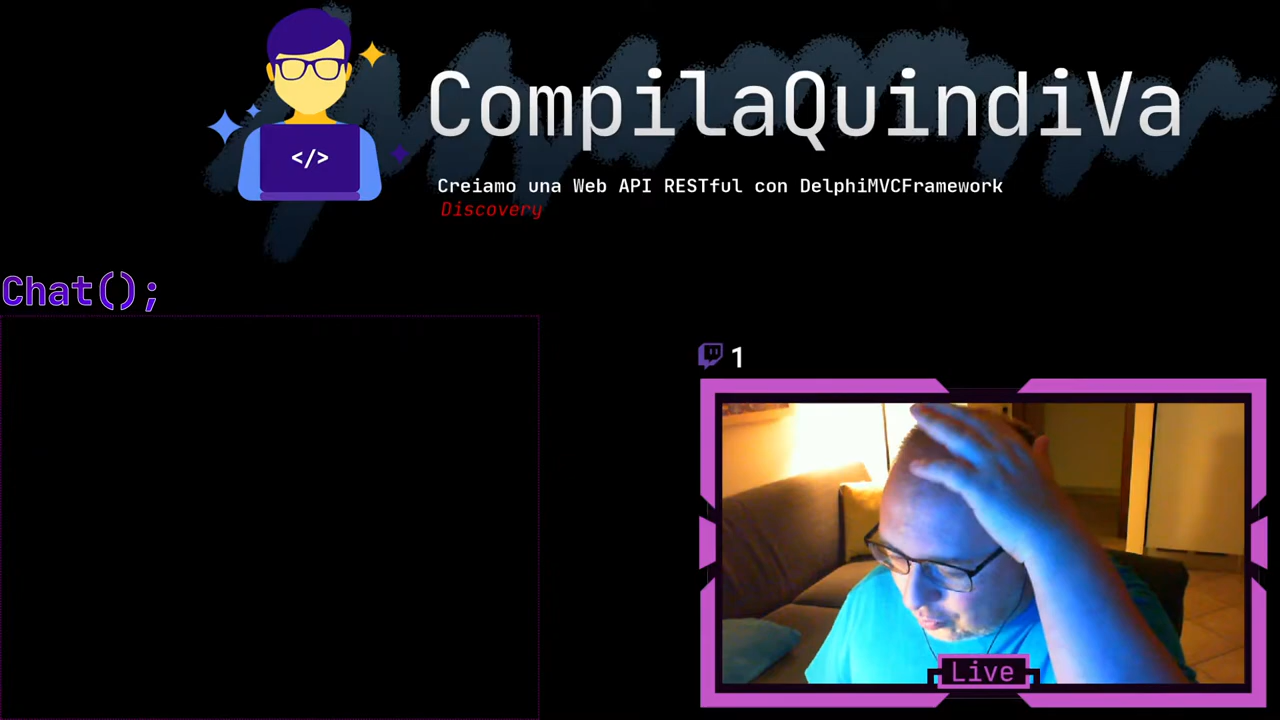 CompilaQuindiVa
</>
Creiamo una Web API RESTful con DelphiMVCFramework
Discovery
Chat();
1
Live